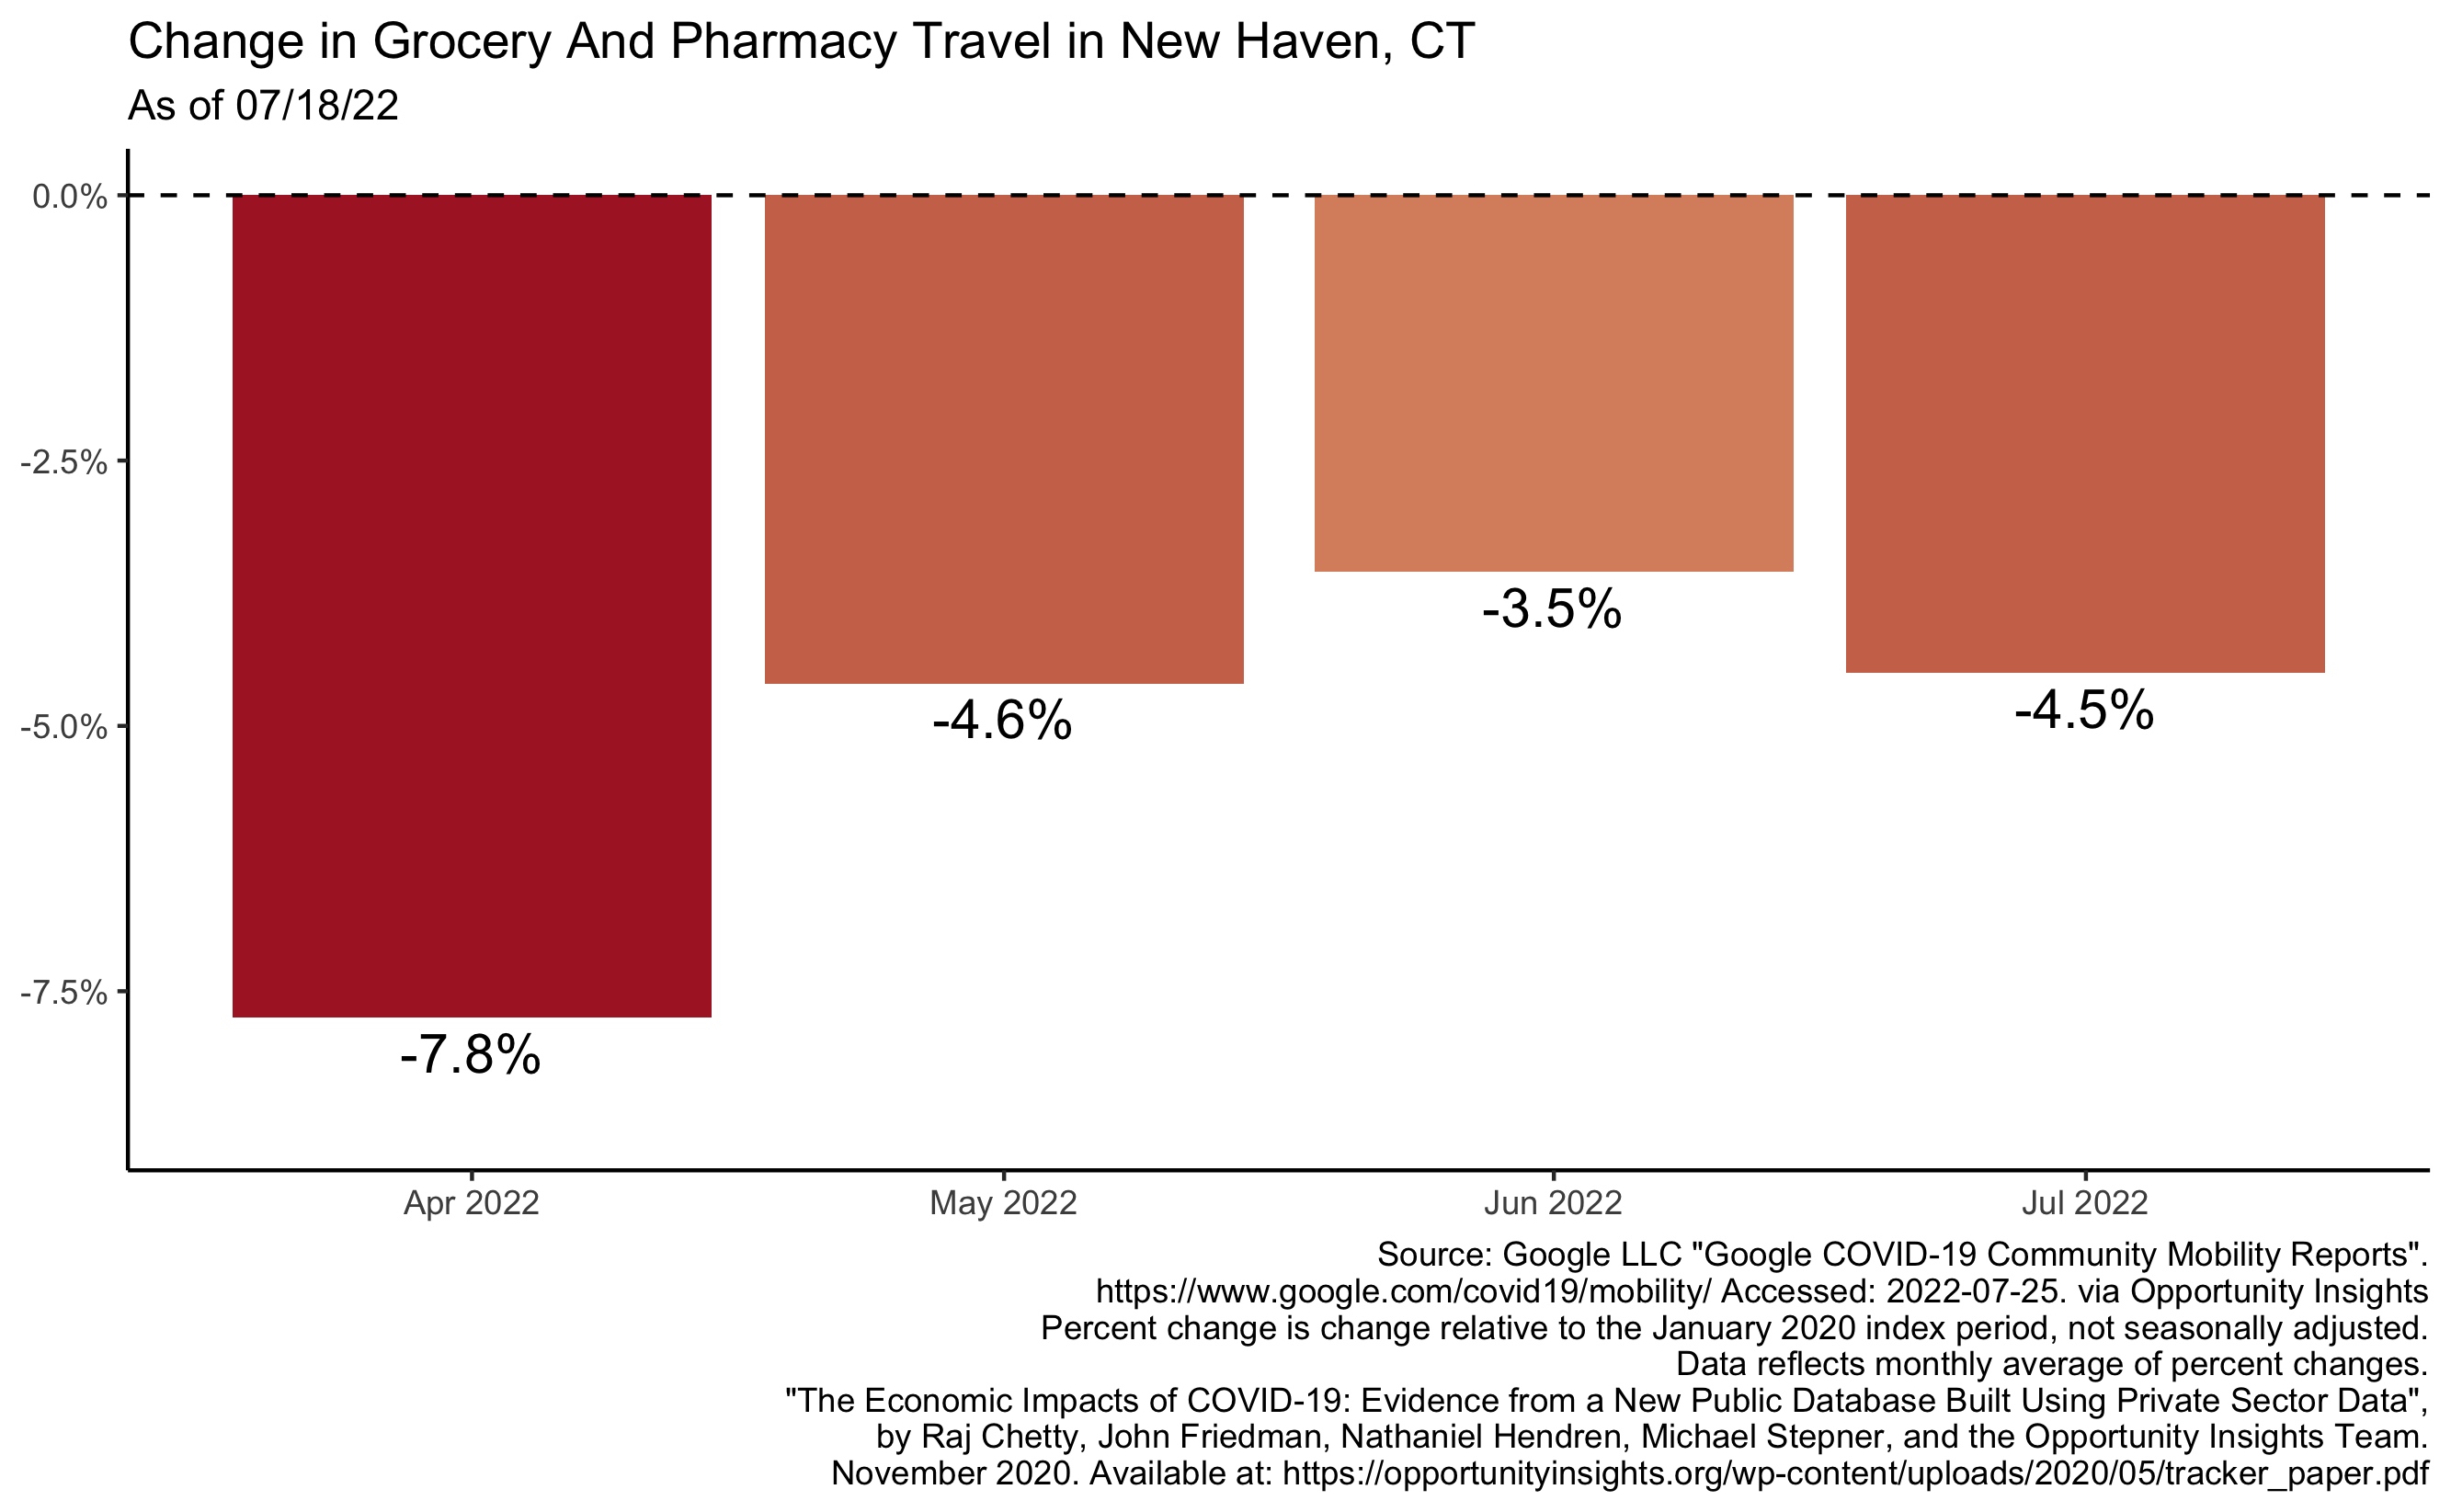 Change in Grocery And Pharmacy Travel in New Haven, CT
As of 07/18/22
0.0%
-2.5%
-5.0%
-7.5%
-7.8%
-4.6%
-3.5%
-4.5%
Apr 2022
May 2022
Jun 2022
Jul 2022
Source: Google LLC "Google COVID-19 Community Mobility Reports".
https://www.google.com/covid19/mobility/ Accessed: 2022-07-25. via Opportunity Insights
Percent change is change relative to the January 2020 index period, not seasonally adjusted.
Data reflects monthly average of percent changes.
"The Economic Impacts of COVID-19: Evidence from a New Public Database Built Using Private Sector Data",
by Raj Chetty, John Friedman, Nathaniel Hendren, Michael Stepner, and the Opportunity Insights Team.
November 2020. Available at: https://opportunityinsights.org/wp-content/uploads/2020/05/tracker_paper.pdf